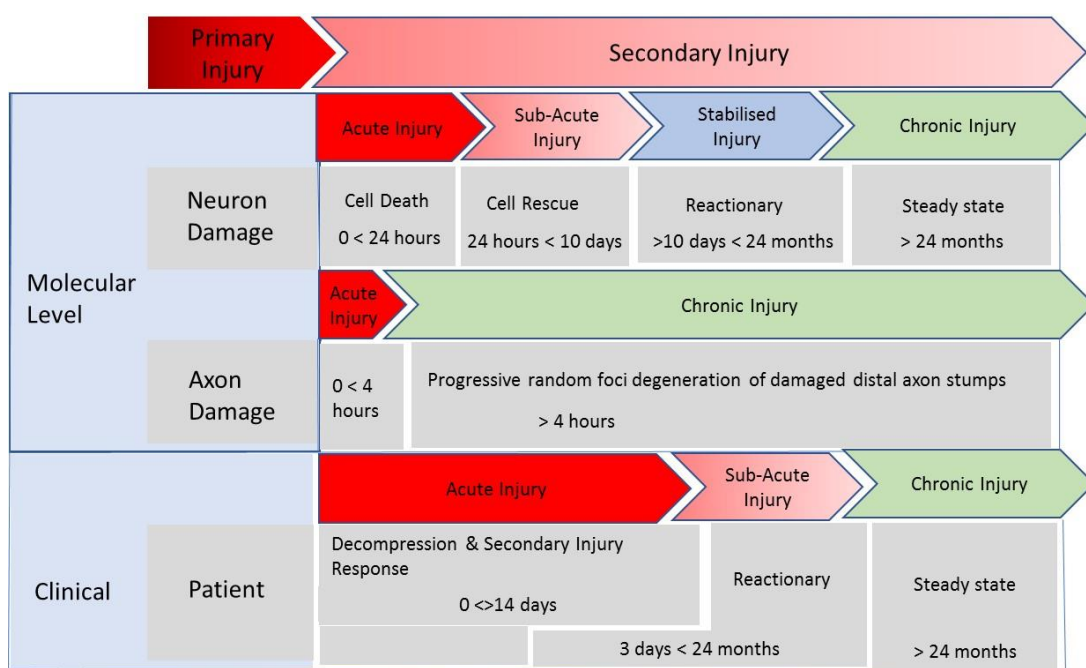 Primary
Injury
Secondary Injury
Acute Injury
Sub-Acute
Injury
Stabilised
Injury
Chronic Injury
Molecular
Level
Neuron
Damage
Cell Death
0 < 24 hours
Cell Rescue
24 hours < 10 days
Reactionary
>10 days < 24 months
Steady state
> 24 months
Acute
Injury
Chronic Injury
Axon
Damage
0 < 4
hours
Progressive random foci degeneration of damaged distal axon stumps
> 4 hours
Acute Injury
Sub-Acute
Injury
Chronic Injury
Clinical
Patient
Decompression & Secondary Injury
Response
0 <>14 days
Reactionary
3 days < 24 months
Steady state
> 24 months